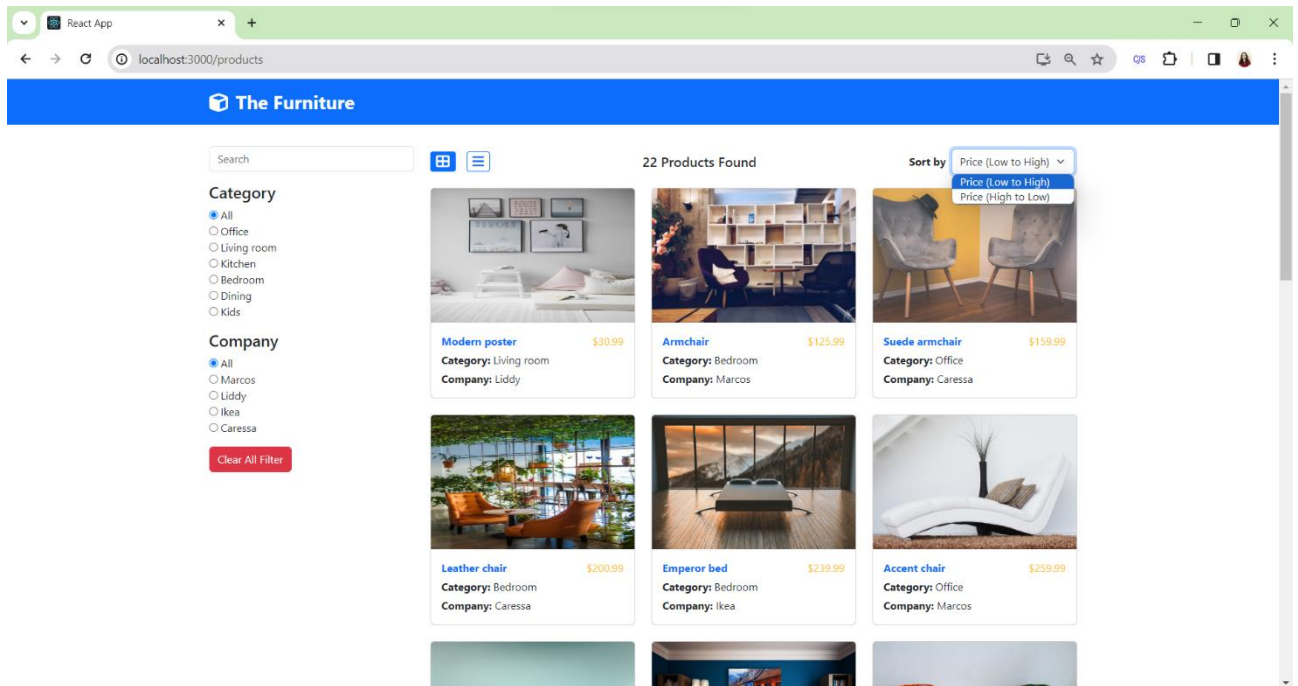 React App
localhost:3000/products
The Furniture
Search
22 Products Found
Sort by Price (Low to High)
Price (Low to High)
Price (High to Low)
Category
All
Office
Living room
Kitchen
Bedroom
Dining
Kids
Company
All
Marcos
Liddy
Ikea
Caressa
Clear All Filter
Modern poster $30.99
Category: Living room
Company: Liddy
Armchair $125.99
Category: Bedroom
Company: Marcos
Suede armchair $159.99
Category: Office
Company: Caressa
Leather chair $200.99
Category: Bedroom
Company: Caressa
Emperor bed $239.99
Category: Bedroom
Company: Ikea
Accent chair $259.99
Category: Office
Company: Marcos